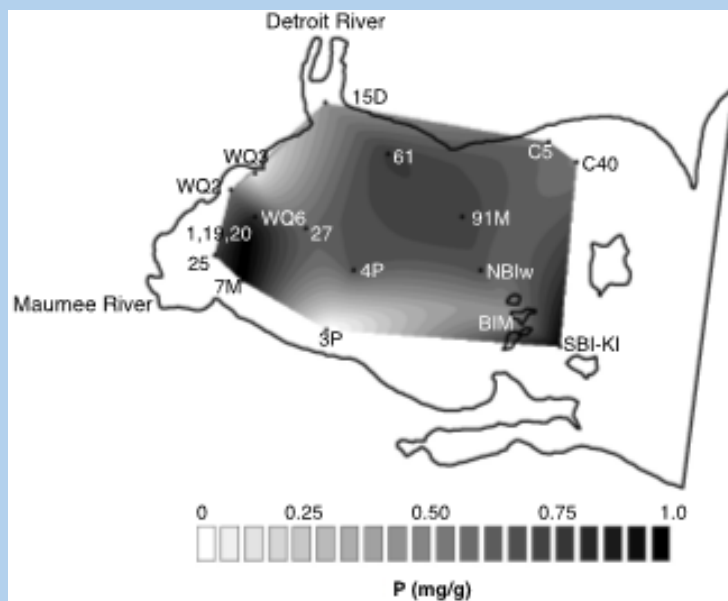 Detroit River
15D
WQ3
61
C5
C40
WQ2
WQ6
91M
1,19,20
27
25
4P
NBIw
7M
Maumee River
BIM
3P
SBI-KI
0 0.25 0.50 0.75 1.0
P (mg/g)